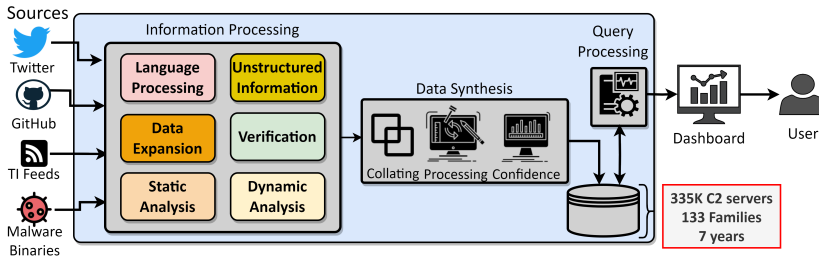 Sources
Twitter
GitHub
TI Feeds
Malware
Binaries
Information Processing
Language
Processing
Unstructured
Information
Data
Expansion
Verification
Static
Analysis
Dynamic
Analysis
Data Synthesis
Collating
Processing
Confidence
Query
Processing
Dashboard
User
335K C2 servers
133 Families
7 years